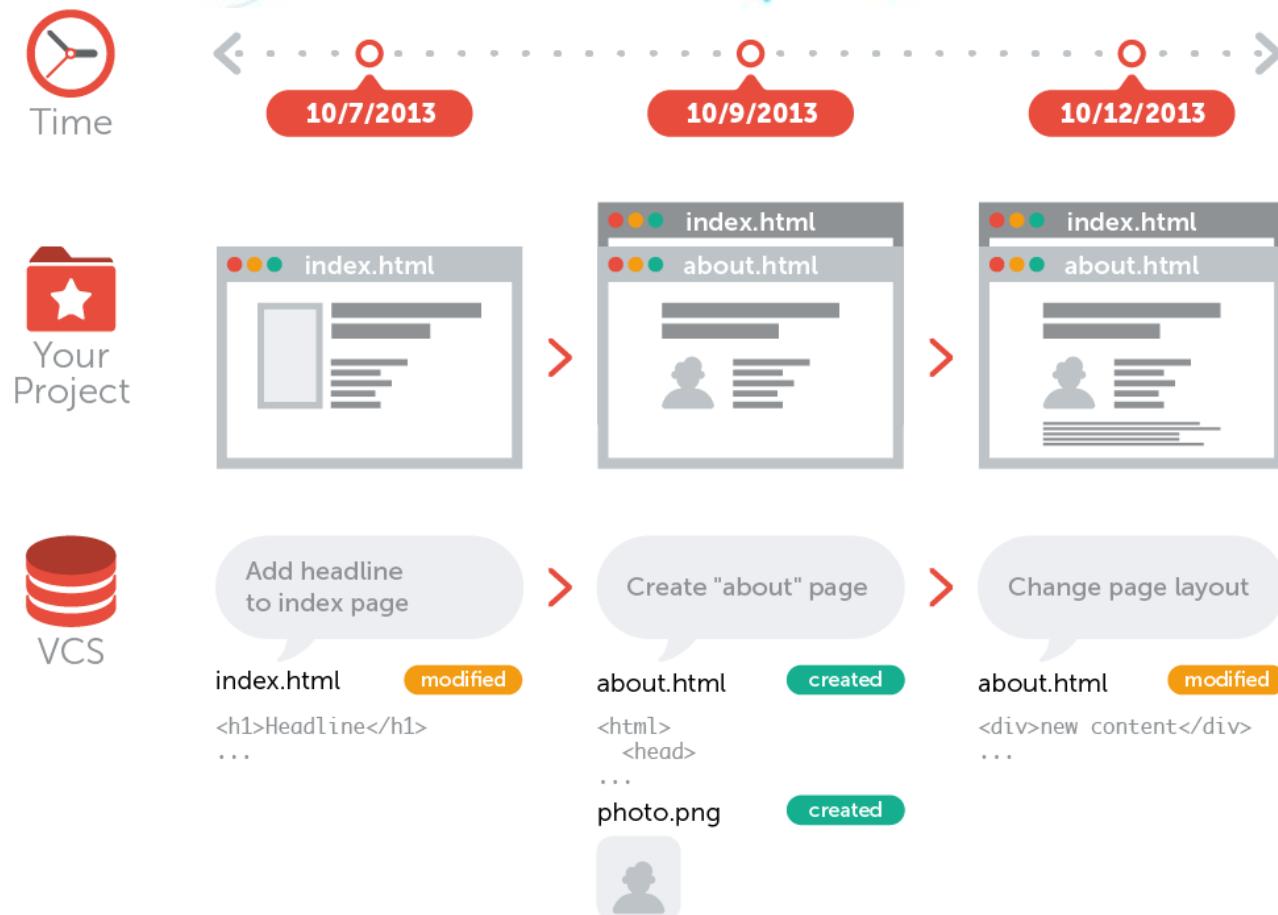 Time
10/7/2013
10/9/2013
10/12/2013
Your
Project
index.html
index.html
about.html
index.html
about.html
VCS
Add headline
to index page
Create "about" page
Change page layout
index.html
modified
<h1>Headline</h1>
...
about.html
created
<html>
<head>
...
photo.png
created
about.html
modified
<div>new content</div>
...